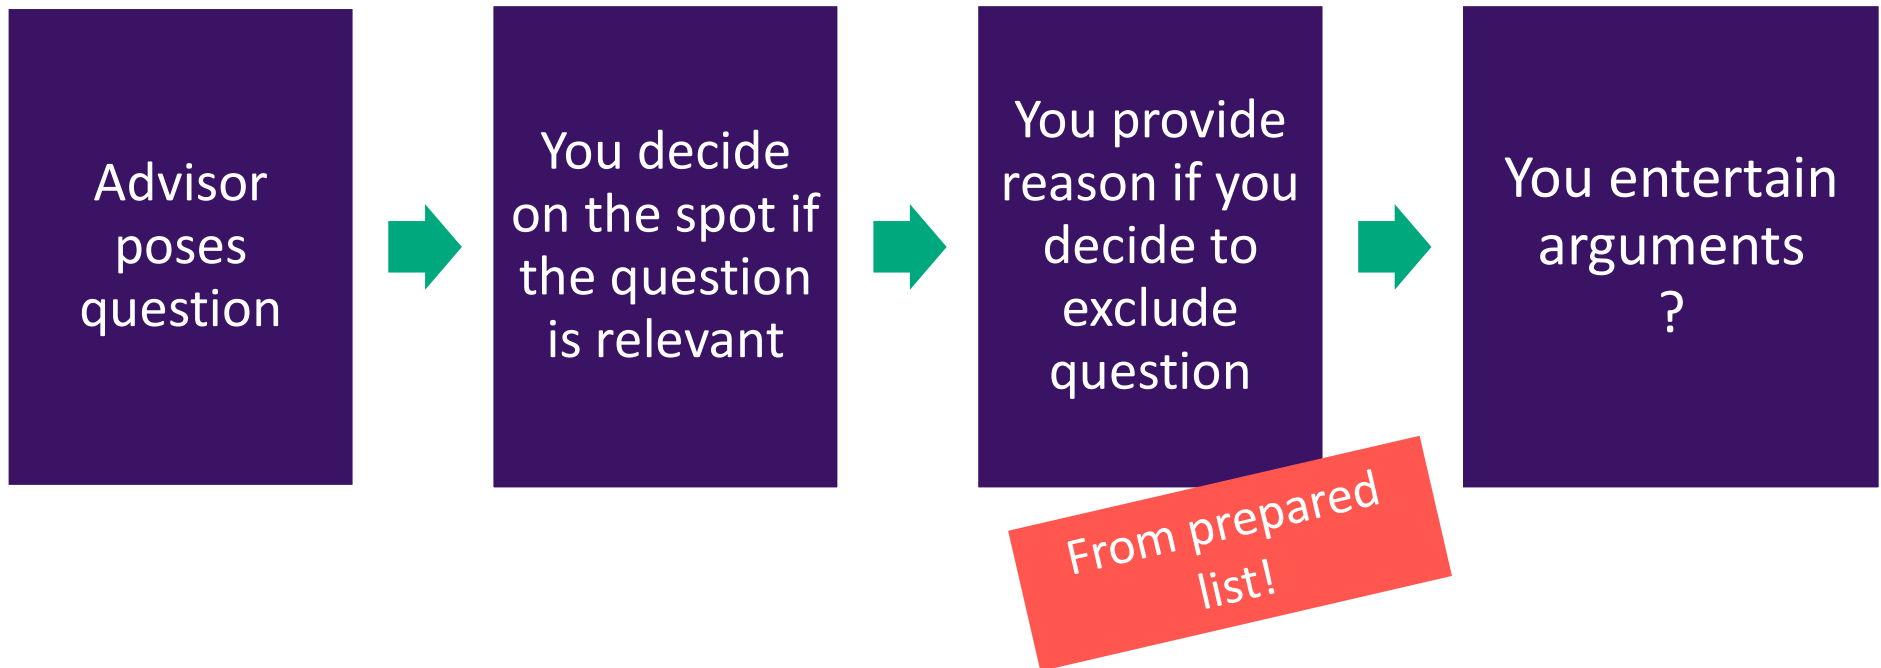 Advisor
poses
question
You decide
on the spot if
the question
is relevant
You provide
reason if you
decide to
exclude
question
From prepared
list!
You entertain
arguments
?